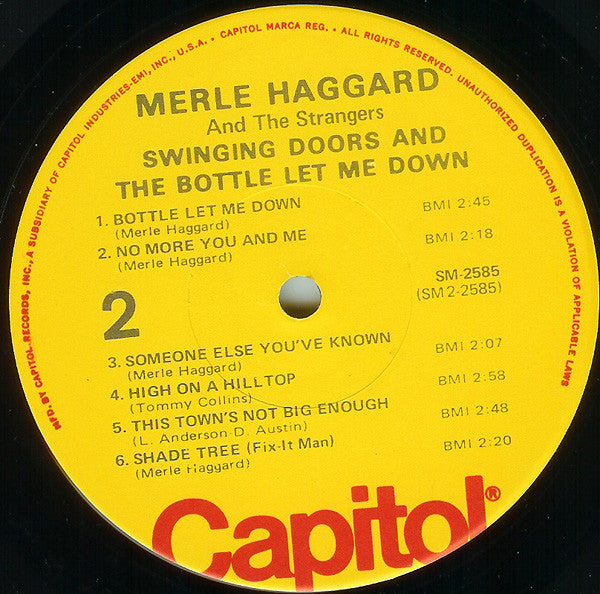 MFD. BY CAPITOL RECORDS, INC., A SUBSIDIARY OF CAPITOL INDUSTRIES-EMI, INC., U.S.A. • CAPITOL MARCA REG. • ALL RIGHTS RESERVED. UNAUTHORIZED DUPLICATION IS A VIOLATION OF APPLICABLE LAWS
MERLE HAGGARD
And The Strangers
SWINGING DOORS AND
THE BOTTLE LET ME DOWN
1. BOTTLE LET ME DOWN BMI 2:45
(Merle Haggard)
2. NO MORE YOU AND ME BMI 2:18
(Merle Haggard)
SM-2585
(SM2-2585)
2
3. SOMEONE ELSE YOU'VE KNOWN BMI 2:07
(Merle Haggard)
4. HIGH ON A HILLTOP BMI 2:58
(Tommy Collins)
5. THIS TOWN'S NOT BIG ENOUGH BMI 2:48
(L. Anderson D. Austin)
6. SHADE TREE (Fix-It Man) BMI 2:20
(Merle Haggard)
Capitol®